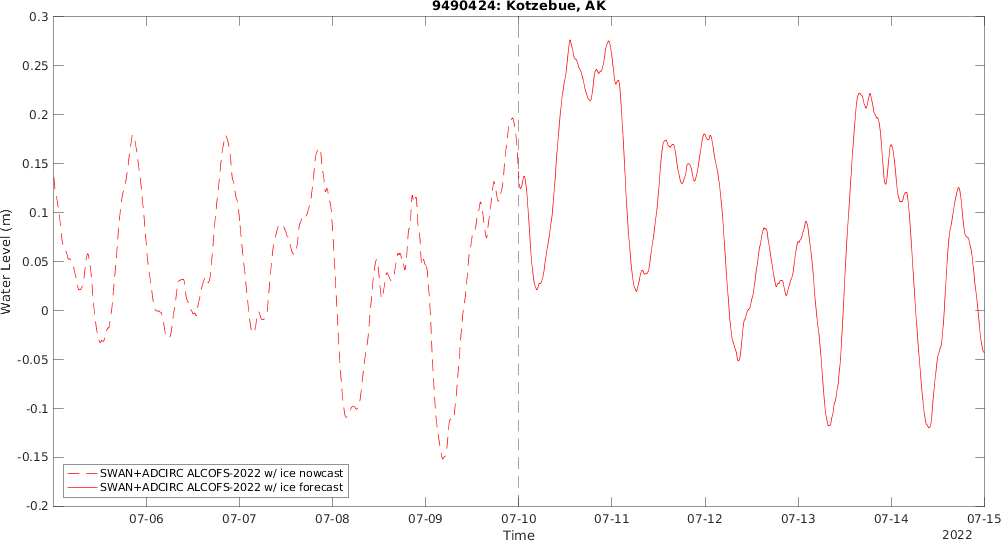 9490424: Kotzebue, AK
0.3
0.25
0.2
0.15
0.1
0.05
0
-0.05
-0.1
-0.15
-0.2
Water Level (m)
SWAN+ADCIRC ALCOFS-2022 w/ ice nowcast
SWAN+ADCIRC ALCOFS-2022 w/ ice forecast
07-06 07-07 07-08 07-09 07-10 07-11 07-12 07-13 07-14 07-15
Time
2022